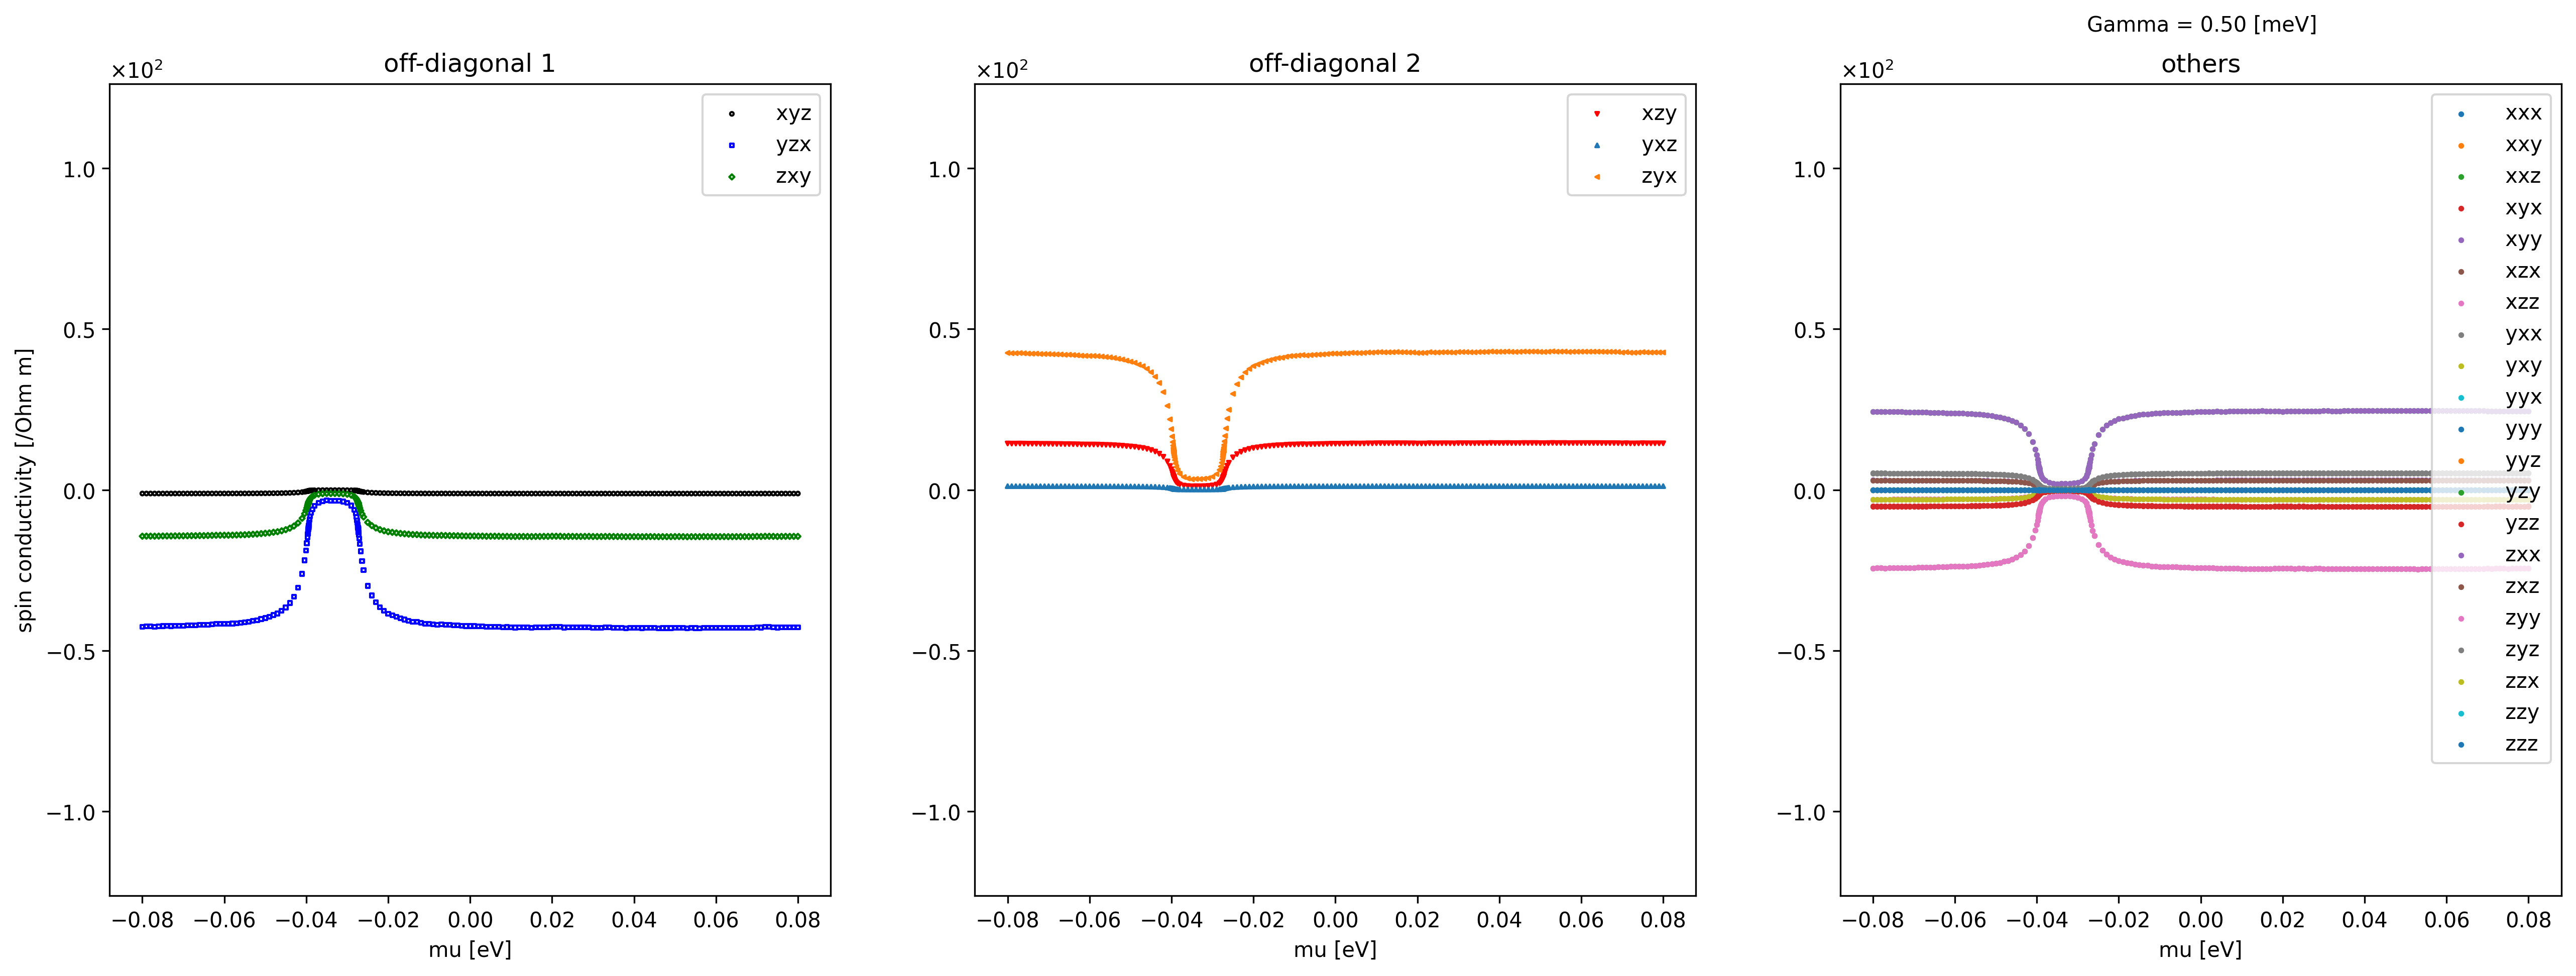 Gamma = 0.50 [meV]
off-diagonal 1
off-diagonal 2
others
×10²
×10²
×10²
xyz
yzx
zxy
xzy
yxz
zyx
xxx
xxy
xxz
xyx
xyy
xzx
xzz
yxx
yxy
yyx
yyy
yyz
yzy
yzz
zxx
zxz
zyy
zyz
zzx
zzy
zzz
spin conductivity [/Ohm m]
1.0
0.5
0.0
−0.5
−1.0
1.0
0.5
0.0
−0.5
−1.0
1.0
0.5
0.0
−0.5
−1.0
−0.08 −0.06 −0.04 −0.02 0.00 0.02 0.04 0.06 0.08
−0.08 −0.06 −0.04 −0.02 0.00 0.02 0.04 0.06 0.08
−0.08 −0.06 −0.04 −0.02 0.00 0.02 0.04 0.06 0.08
mu [eV]
mu [eV]
mu [eV]